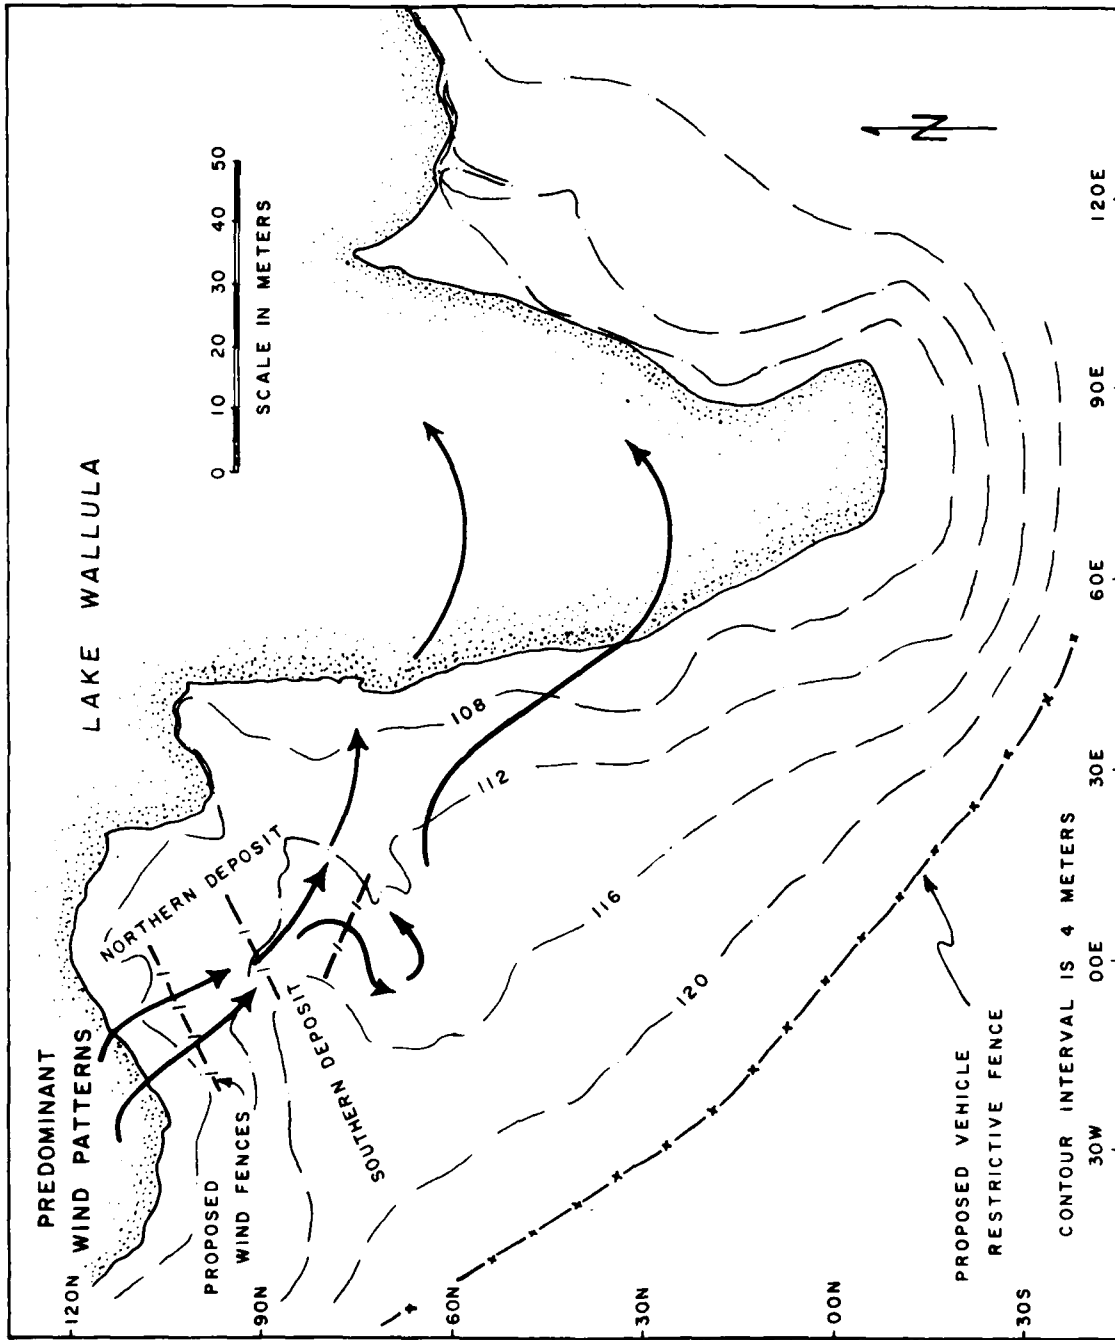 PREDOMINANT
WIND PATTERNS
LAKE WALLULA
0 10 20 30 40 50
SCALE IN METERS
N
NORTHERN DEPOSIT
SOUTHERN DEPOSIT
PROPOSED
WIND FENCES
108
112
116
120
PROPOSED VEHICLE
RESTRICTIVE FENCE
CONTOUR INTERVAL IS 4 METERS
120N
90N
60N
30N
00N
30S
30W
00E
30E
60E
90E
120E